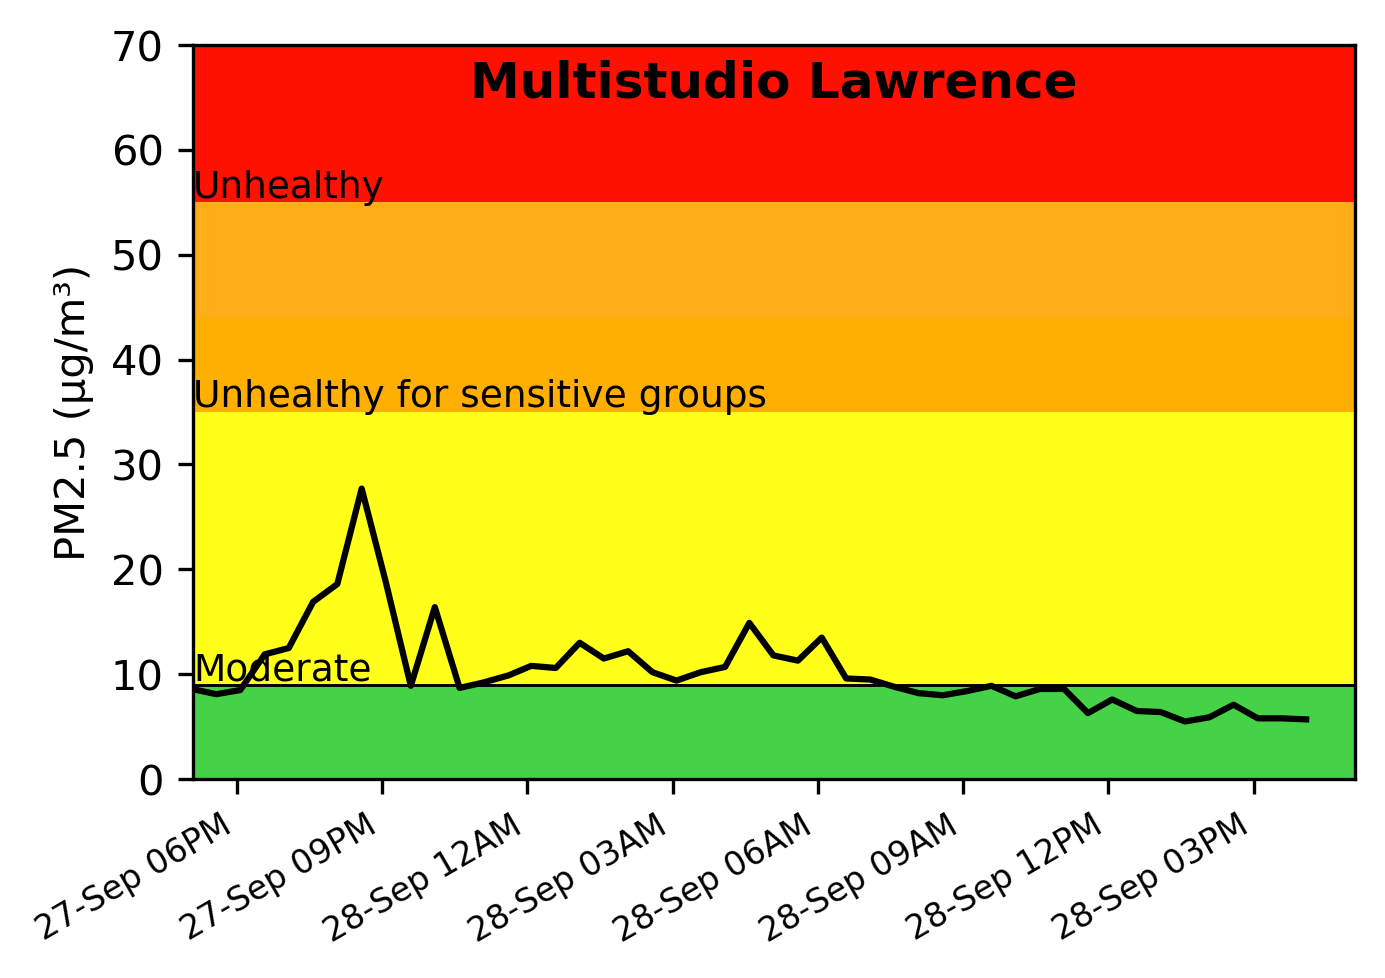 Multistudio Lawrence
70
60
50
40
30
20
10
0
PM2.5 (µg/m³)
Unhealthy
Unhealthy for sensitive groups
Moderate
27-Sep 06PM
27-Sep 09PM
28-Sep 12AM
28-Sep 03AM
28-Sep 06AM
28-Sep 09AM
28-Sep 12PM
28-Sep 03PM